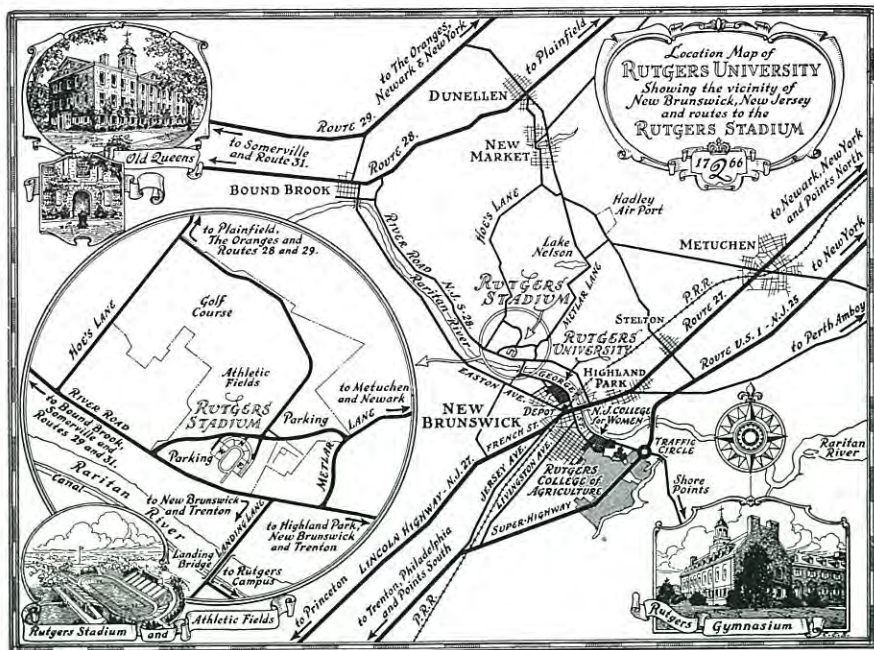 Location Map of
RUTGERS UNIVERSITY
Showing the vicinity of
New Brunswick, New Jersey
and routes to the
RUTGERS STADIUM
1766
Old Queens
to The Oranges,
Newark & New York
to Plainfield
ROUTE 29.
to Somerville
and Route 31.
ROUTE 28.
DUNELLEN
NEW
MARKET
BOUND BROOK
HOE'S LANE
Hadley
Air Port
to Newark, New York
and Points North
METUCHEN
to New York
Lake
Nelson
RIVER ROAD
N.J. S-28.
Raritan River
RUTGERS
STADIUM
METLAR LANE
P.R.R.
ROUTE 27.
STELTON
ROUTE U.S. 1 - N.J. 25
to Perth Amboy
RUTGERS
UNIVERSITY
HIGHLAND
PARK
EASTON
AVE.
GEORGE
NEW
BRUNSWICK
DEPOT
N.J. COLLEGE
for WOMEN
FRENCH ST.
TRAFFIC
CIRCLE
Raritan
River
JERSEY AVE.
LIVINGSTON AVE.
RUTGERS
COLLEGE of
AGRICULTURE
Shore
Points
LINCOLN HIGHWAY - N.J. 27.
SUPER-HIGHWAY
to Princeton
to Trenton, Philadelphia
and Points South
P.R.R.
to Plainfield,
The Oranges and
Routes 28 and 29.
HOE'S LANE
Golf
Course
Athletic
Fields
RUTGERS
STADIUM
Parking
to Metuchen
and Newark
METLAR
LANE
RIVER ROAD
to Bound Brook,
Somerville and
Routes 29 and 31.
Parking
Raritan
River
Canal
to New Brunswick
and Trenton
LANDING LANE
to Highland Park,
New Brunswick
and Trenton
Landing
Bridge
to Rutgers
Campus
Rutgers Stadium and Athletic Fields
Rutgers Gymnasium